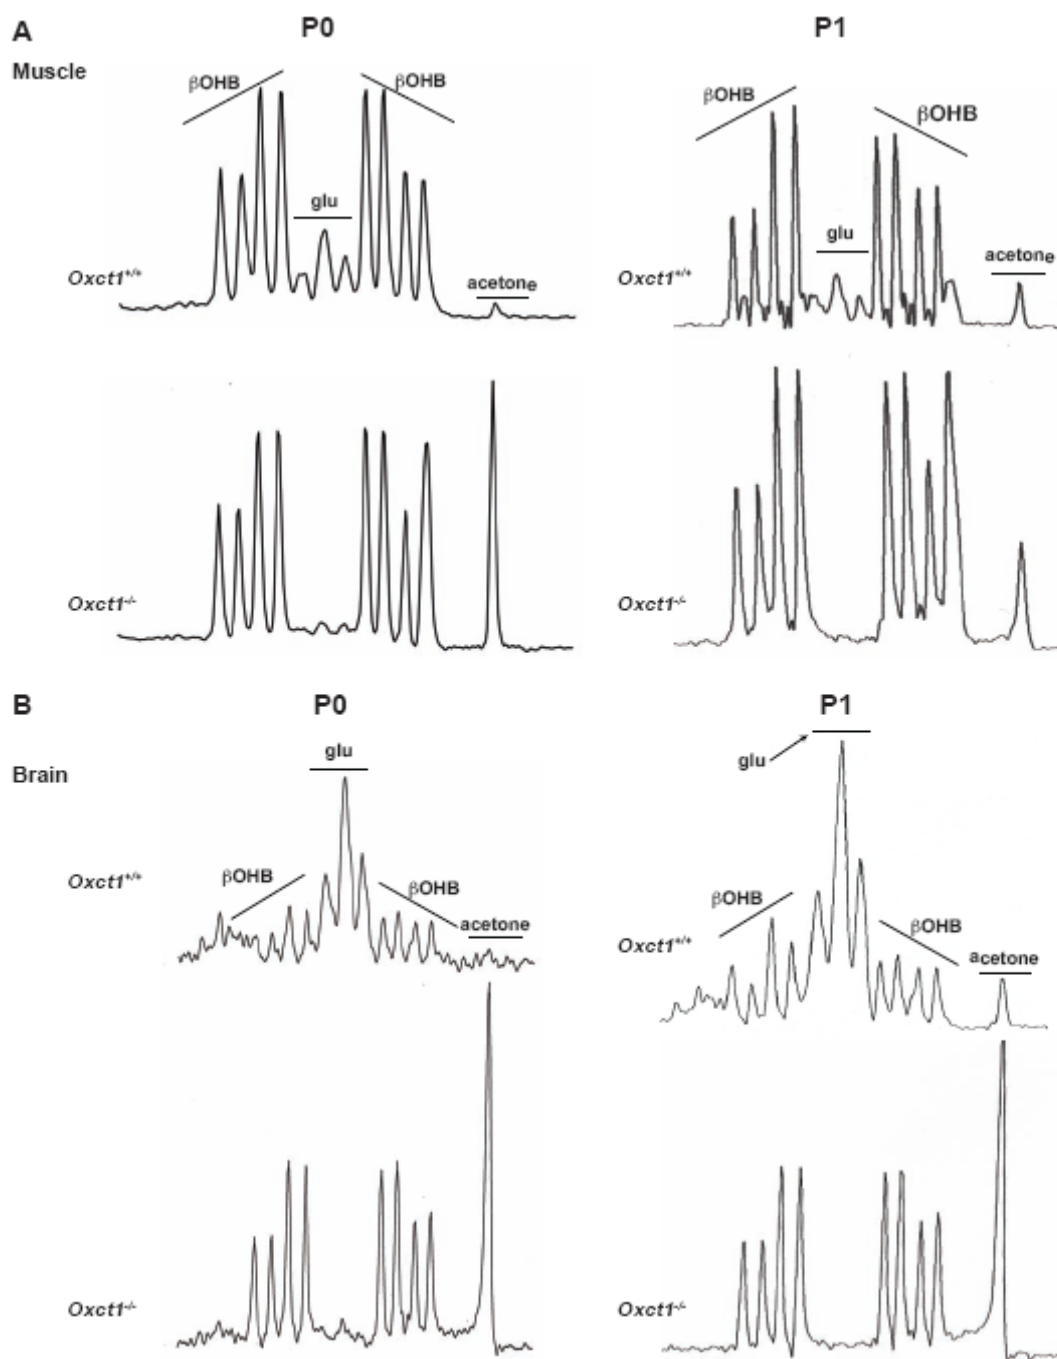 A
P0
P1
Muscle
βOHB
βOHB
βOHB
βOHB
glu
glu
Oxct1+/+
acetone
Oxct1+/+
acetone
Oxct1-/-
Oxct1-/-
B
P0
P1
glu
glu
Brain
Oxct1+/+
βOHB
βOHB
acetone
βOHB
βOHB
Oxct1+/+
acetone
Oxct1-/-
Oxct1-/-